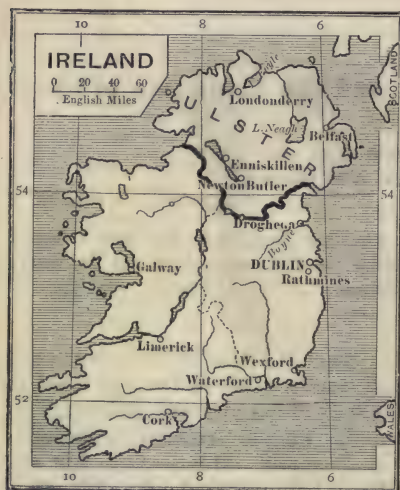 10 8 6
IRELAND
0 20 40 60
English Miles
SCOTLAND
Foyle
Londonderry
ULSTER
L. Neagh
Belfast
Enniskillen
54 54
NewtonButler
Drogheda
Boyne
DUBLIN
Galway
Rathmines
Limerick
Wexford
Waterford
52
Cork
WALES
10 8 6